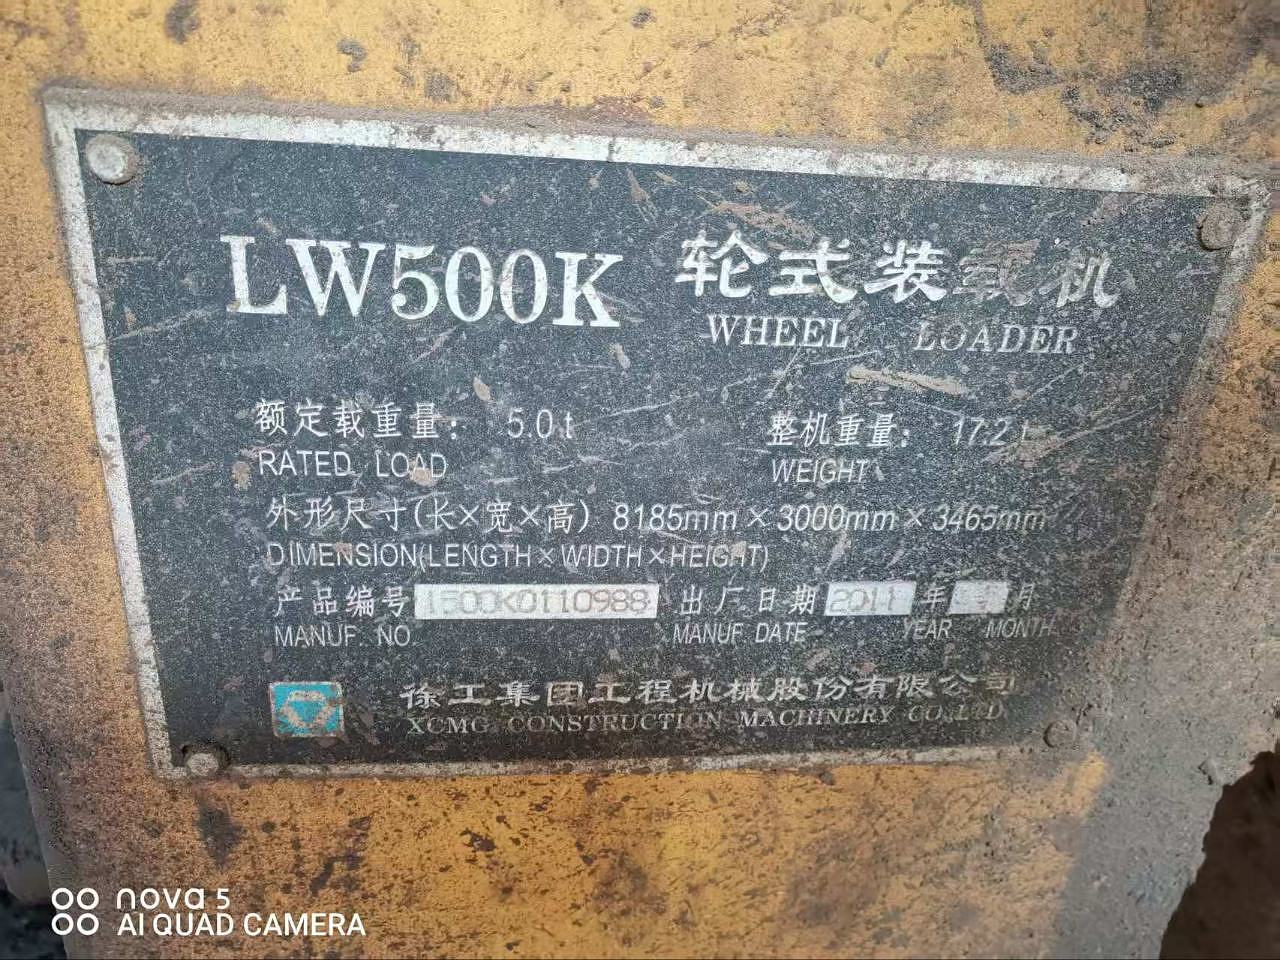 LW500K 轮式装载机
WHEEL LOADER
额定载重量: 5.0t 整机重量: 17.2t
RATED LOAD WEIGHT
外形尺寸(长×宽×高) 8185mm×3000mm×3465mm
DIMENSION(LENGTH×WIDTH×HEIGHT)
产品编号 1500K0110988 出厂日期 2011 年 月
MANUF. NO. MANUF. DATE YEAR MONTH
徐工集团工程机械股份有限公司
XCMG CONSTRUCTION MACHINERY CO.,LTD
nova 5
AI QUAD CAMERA